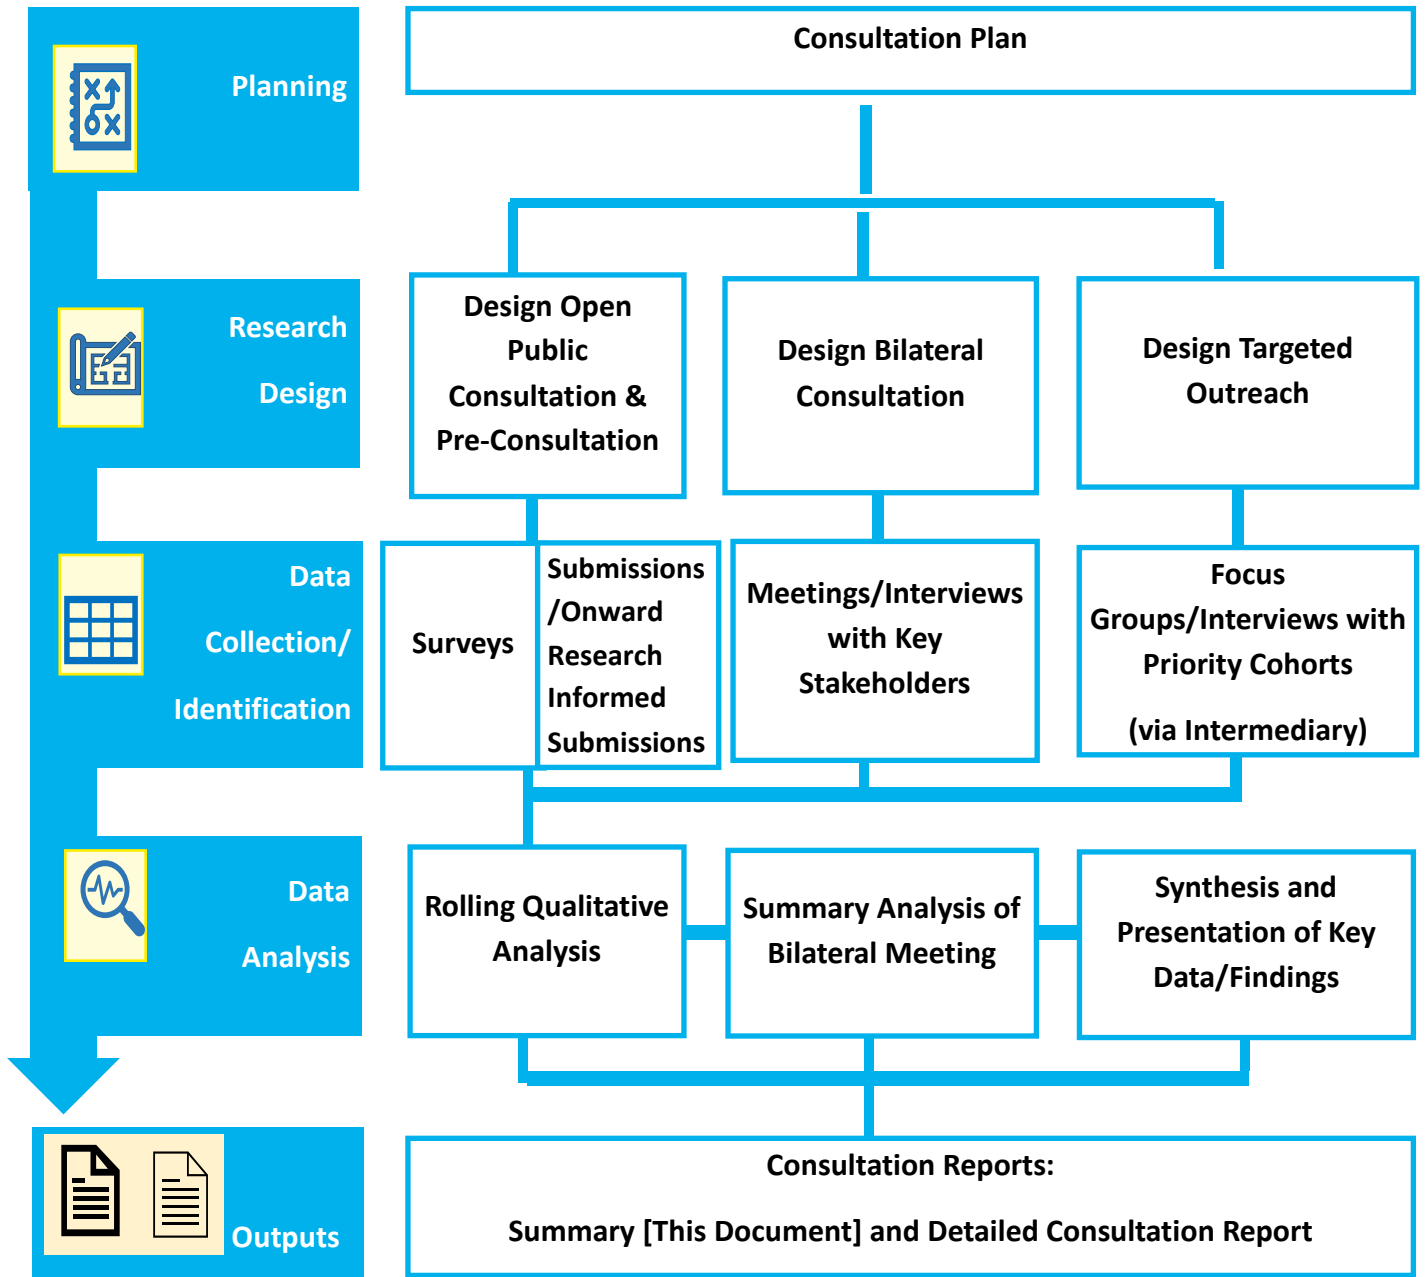 Planning
Consultation Plan
Research
Design
Design Open
Public
Consultation &
Pre-Consultation
Design Bilateral
Consultation
Design Targeted
Outreach
Data
Collection/
Identification
Surveys
Submissions
/Onward
Research
Informed
Submissions
Meetings/Interviews
with Key
Stakeholders
Focus
Groups/Interviews with
Priority Cohorts
(via Intermediary)
Data
Analysis
Rolling Qualitative
Analysis
Summary Analysis of
Bilateral Meeting
Synthesis and
Presentation of Key
Data/Findings
Outputs
Consultation Reports:
Summary [This Document] and Detailed Consultation Report